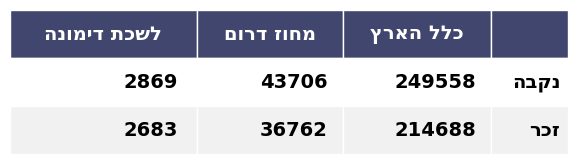 כלל הארץ מחוז דרום לשכת דימונה
נקבה 249558 43706 2869
זכר 214688 36762 2683